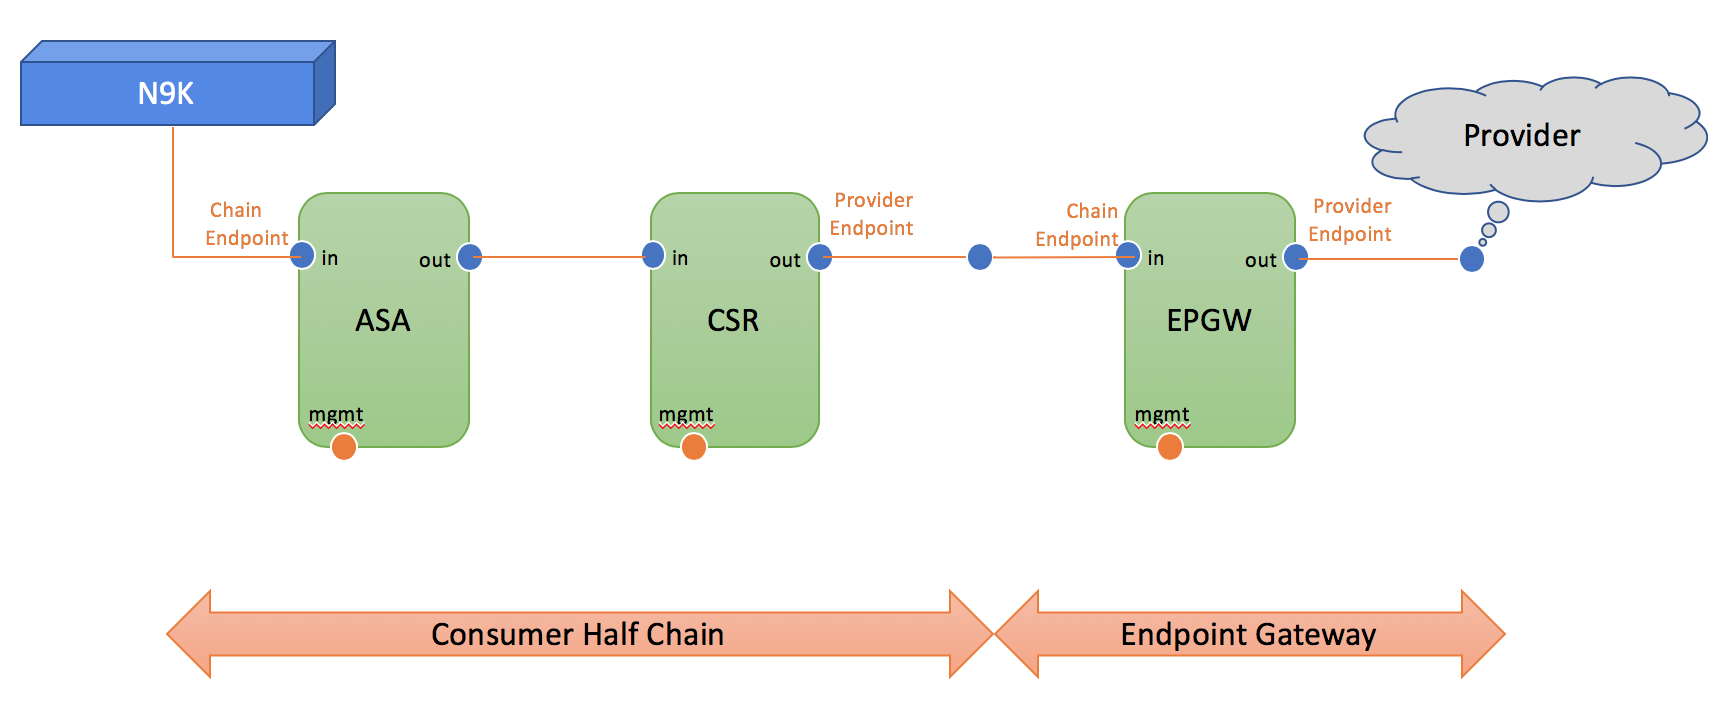 N9K
Provider
Chain
Endpoint
in
out
ASA
mgmt
in
out
CSR
mgmt
Provider
Endpoint
Chain
Endpoint
in
out
EPGW
mgmt
Provider
Endpoint
Consumer Half Chain
Endpoint Gateway